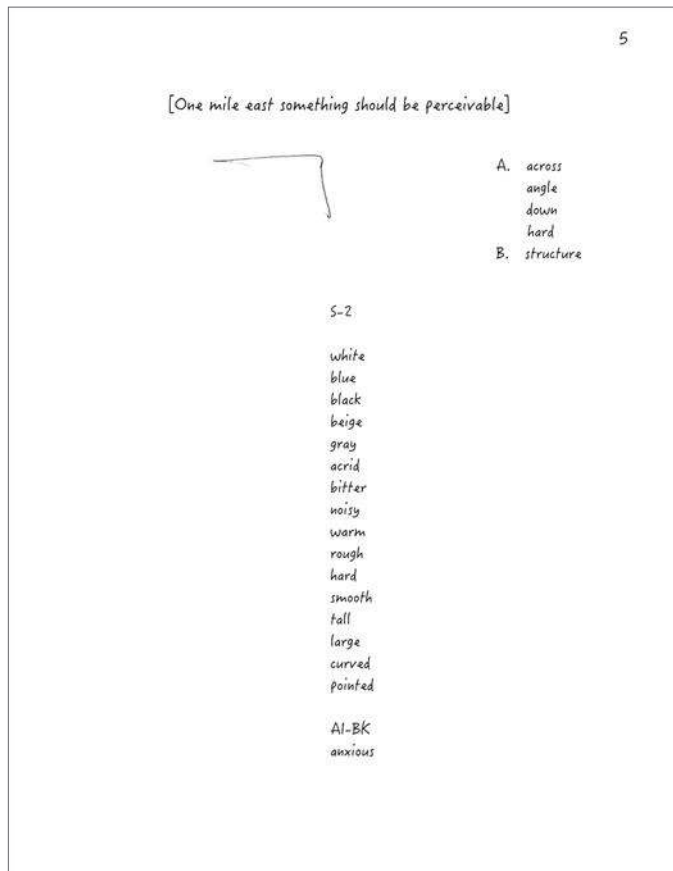 5
[One mile east something should be perceivable]
A. across
angle
down
hard
B. structure
S-2
white
blue
black
beige
gray
acrid
bitter
noisy
warm
rough
hard
smooth
tall
large
curved
pointed
AI-BK
anxious